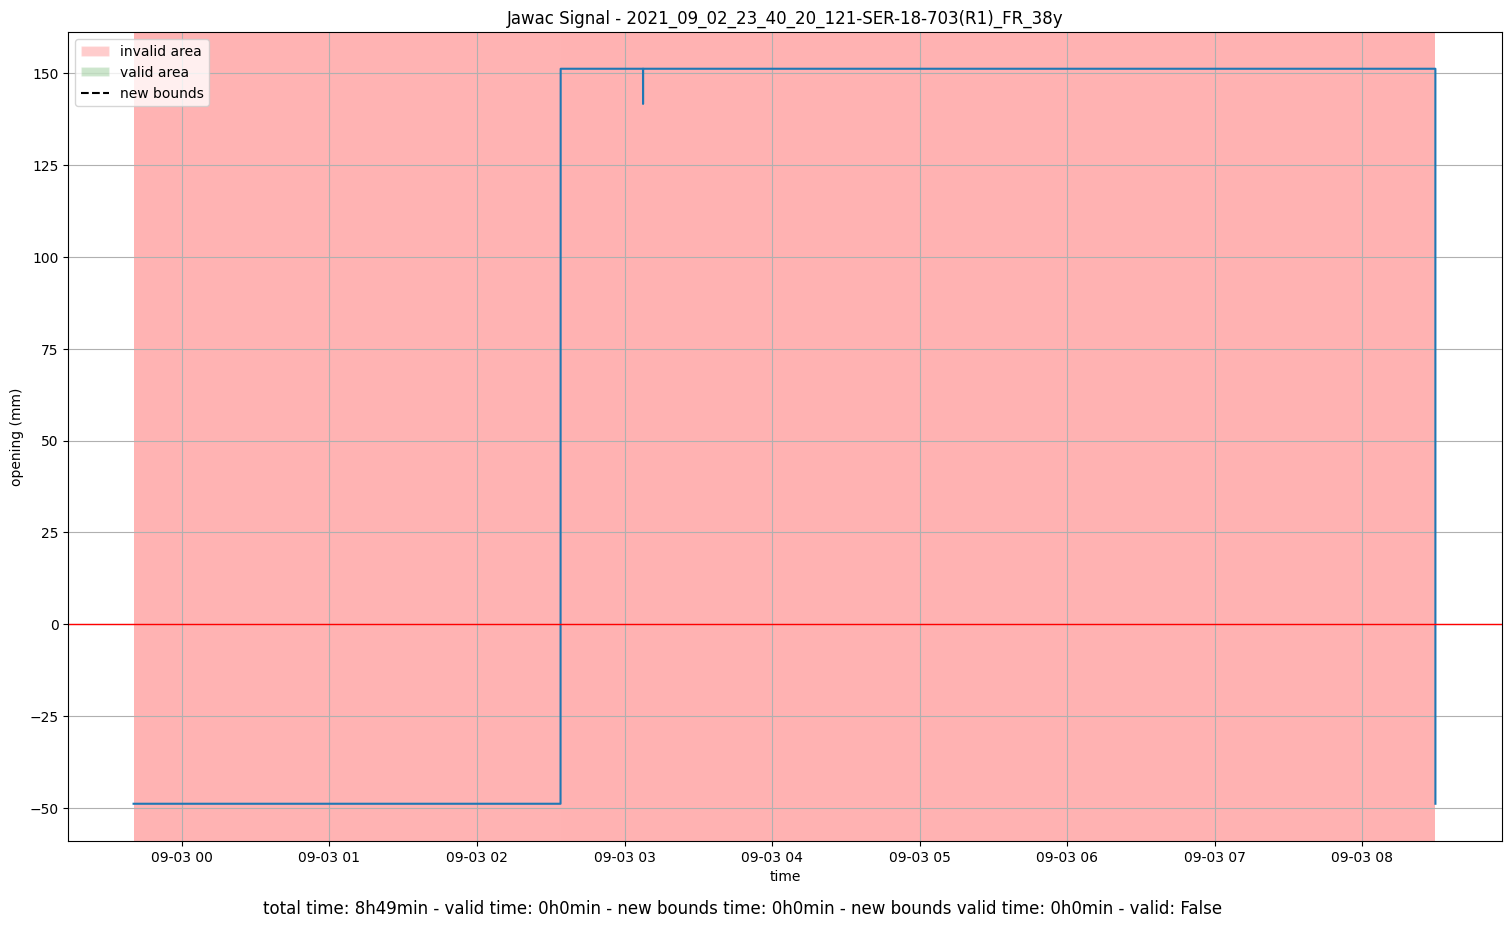 Jawac Signal - 2021_09_02_23_40_20_121-SER-18-703(R1)_FR_38y
invalid area
valid area
new bounds
150
125
100
75
50
25
0
−25
−50
opening (mm)
09-03 00
09-03 01
09-03 02
09-03 03
09-03 04
09-03 05
09-03 06
09-03 07
09-03 08
time
total time: 8h49min - valid time: 0h0min - new bounds time: 0h0min - new bounds valid time: 0h0min - valid: False